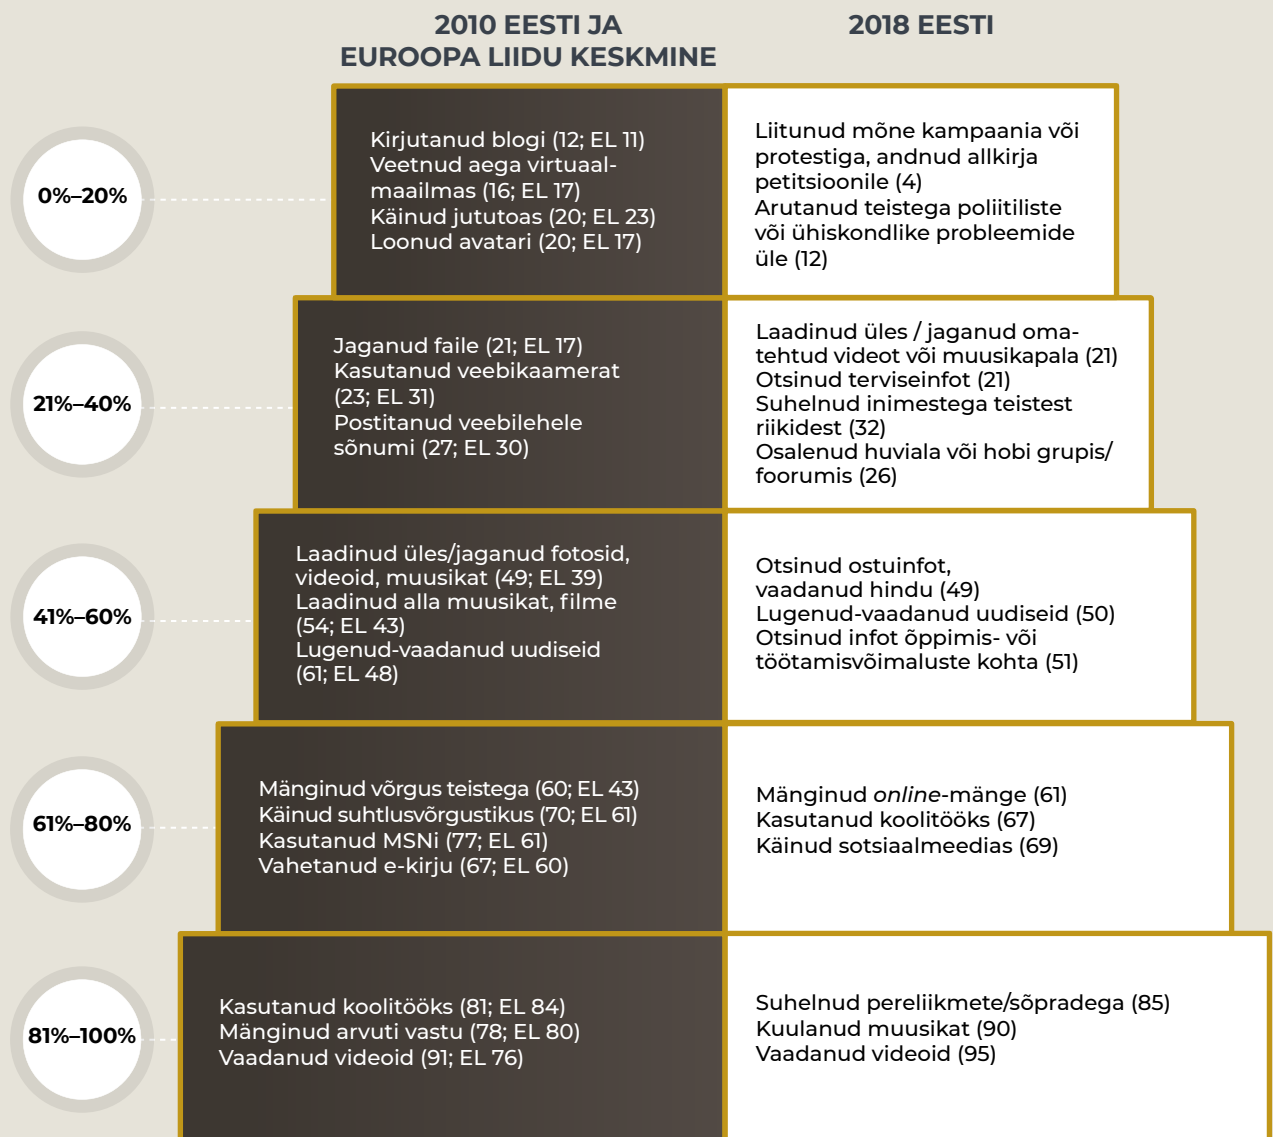 2010 EESTI JA
EUROOPA LIIDU KESKMINE
2018 EESTI
0%–20%
Kirjutanud blogi (12; EL 11)
Veetnud aega virtuaal-
maailmas (16; EL 17)
Käinud jututoas (20; EL 23)
Loonud avatari (20; EL 17)
Liitunud mõne kampaania või
protestiga, andnud allkirja
petitsioonile (4)
Arutanud teistega poliitiliste
või ühiskondlike probleemide
üle (12)
21%–40%
Jaganud faile (21; EL 17)
Kasutanud veebikaamerat
(23; EL 31)
Postitanud veebilehele
sõnumi (27; EL 30)
Laadinud üles / jaganud oma-
tehtud videot või muusikapala (21)
Otsinud terviseinfot (21)
Suhelnud inimestega teistest
riikidest (32)
Osalenud huviala või hobi grupis/
foorumis (26)
41%–60%
Laadinud üles/jaganud fotosid,
videoid, muusikat (49; EL 39)
Laadinud alla muusikat, filme
(54; EL 43)
Lugenud-vaadanud uudiseid
(61; EL 48)
Otsinud ostuinfot,
vaadanud hindu (49)
Lugenud-vaadanud uudiseid (50)
Otsinud infot õppimis- või
töötamisvõimaluste kohta (51)
61%–80%
Mänginud võrgus teistega (60; EL 43)
Käinud suhtlusvõrgustikus (70; EL 61)
Kasutanud MSNi (77; EL 61)
Vahetanud e-kirju (67; EL 60)
Mänginud online-mänge (61)
Kasutanud koolitööks (67)
Käinud sotsiaalmeedias (69)
81%–100%
Kasutanud koolitööks (81; EL 84)
Mänginud arvuti vastu (78; EL 80)
Vaadanud videoid (91; EL 76)
Suhelnud pereliikmete/sõpradega (85)
Kuulanud muusikat (90)
Vaadanud videoid (95)